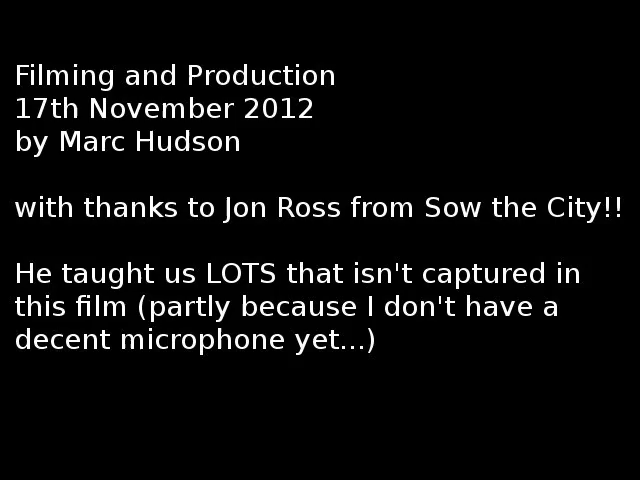 Filming and Production
17th November 2012
by Marc Hudson
with thanks to Jon Ross from Sow the City!!
He taught us LOTS that isn't captured in
this film (partly because I don't have a
decent microphone yet...)